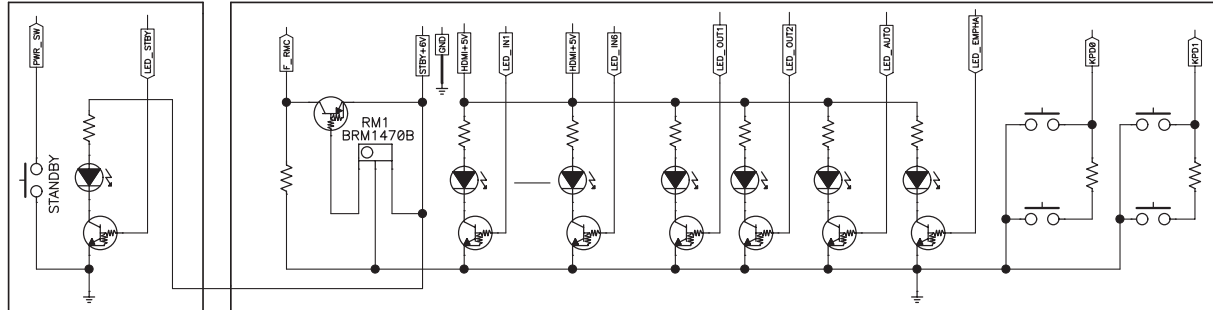 PWR_SW
LED_STBY
STANDBY
F_RMC
STBY+6V
GND
HDMI+5V
LED_IN1
HDMI+5V
LED_IN6
LED_OUT1
LED_OUT2
LED_AUTO
LED_EMPHA
KPD0
KPD1
RM1
BRM1470B